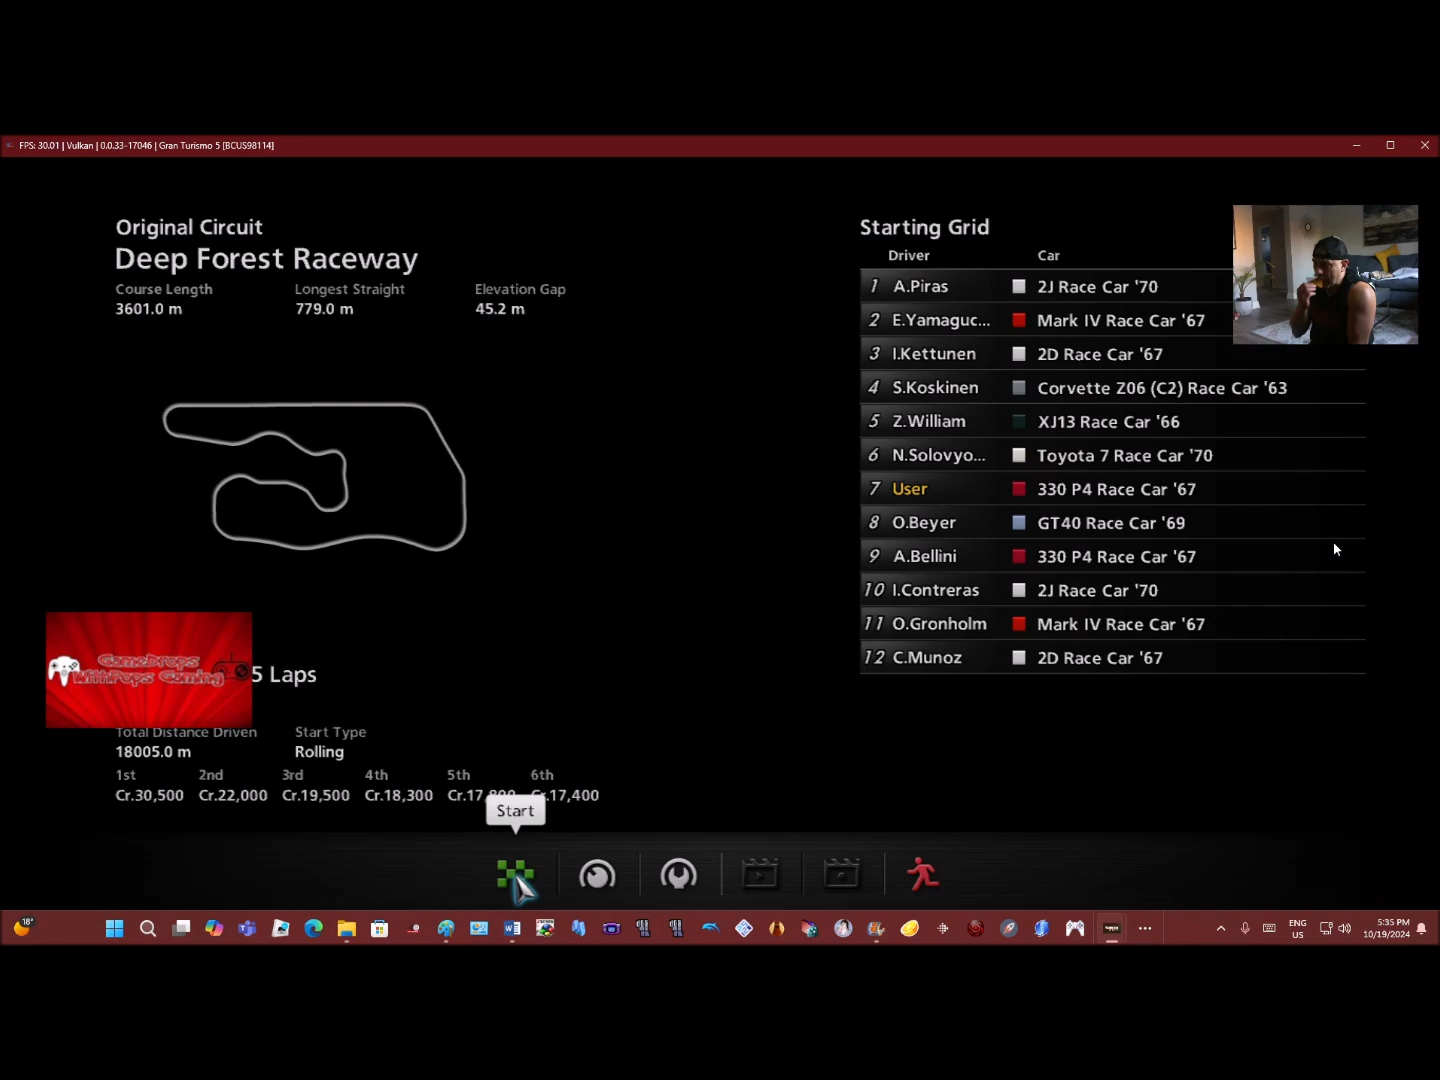 FPS: 30.01 | Vulkan | 0.0.33-17046 | Gran Turismo 5 [BCUS98114]
Original Circuit
Deep Forest Raceway
Course Length Longest Straight Elevation Gap
3601.0 m 779.0 m 45.2 m
Starting Grid
Driver Car
1 A.Piras 2J Race Car '70
2 E.Yamaguc... Mark IV Race Car '67
3 I.Kettunen 2D Race Car '67
4 S.Koskinen Corvette Z06 (C2) Race Car '63
5 Z.William XJ13 Race Car '66
6 N.Solovyo... Toyota 7 Race Car '70
7 User 330 P4 Race Car '67
8 O.Beyer GT40 Race Car '69
9 A.Bellini 330 P4 Race Car '67
10 I.Contreras 2J Race Car '70
11 O.Gronholm Mark IV Race Car '67
12 C.Munoz 2D Race Car '67
GameDrops
WithPops Gaming
5 Laps
Total Distance Driven Start Type
18005.0 m Rolling
1st 2nd 3rd 4th 5th 6th
Cr.30,500 Cr.22,000 Cr.19,500 Cr.18,300 Cr.17,400
Start
18°
ENG
US
5:35 PM
10/19/2024